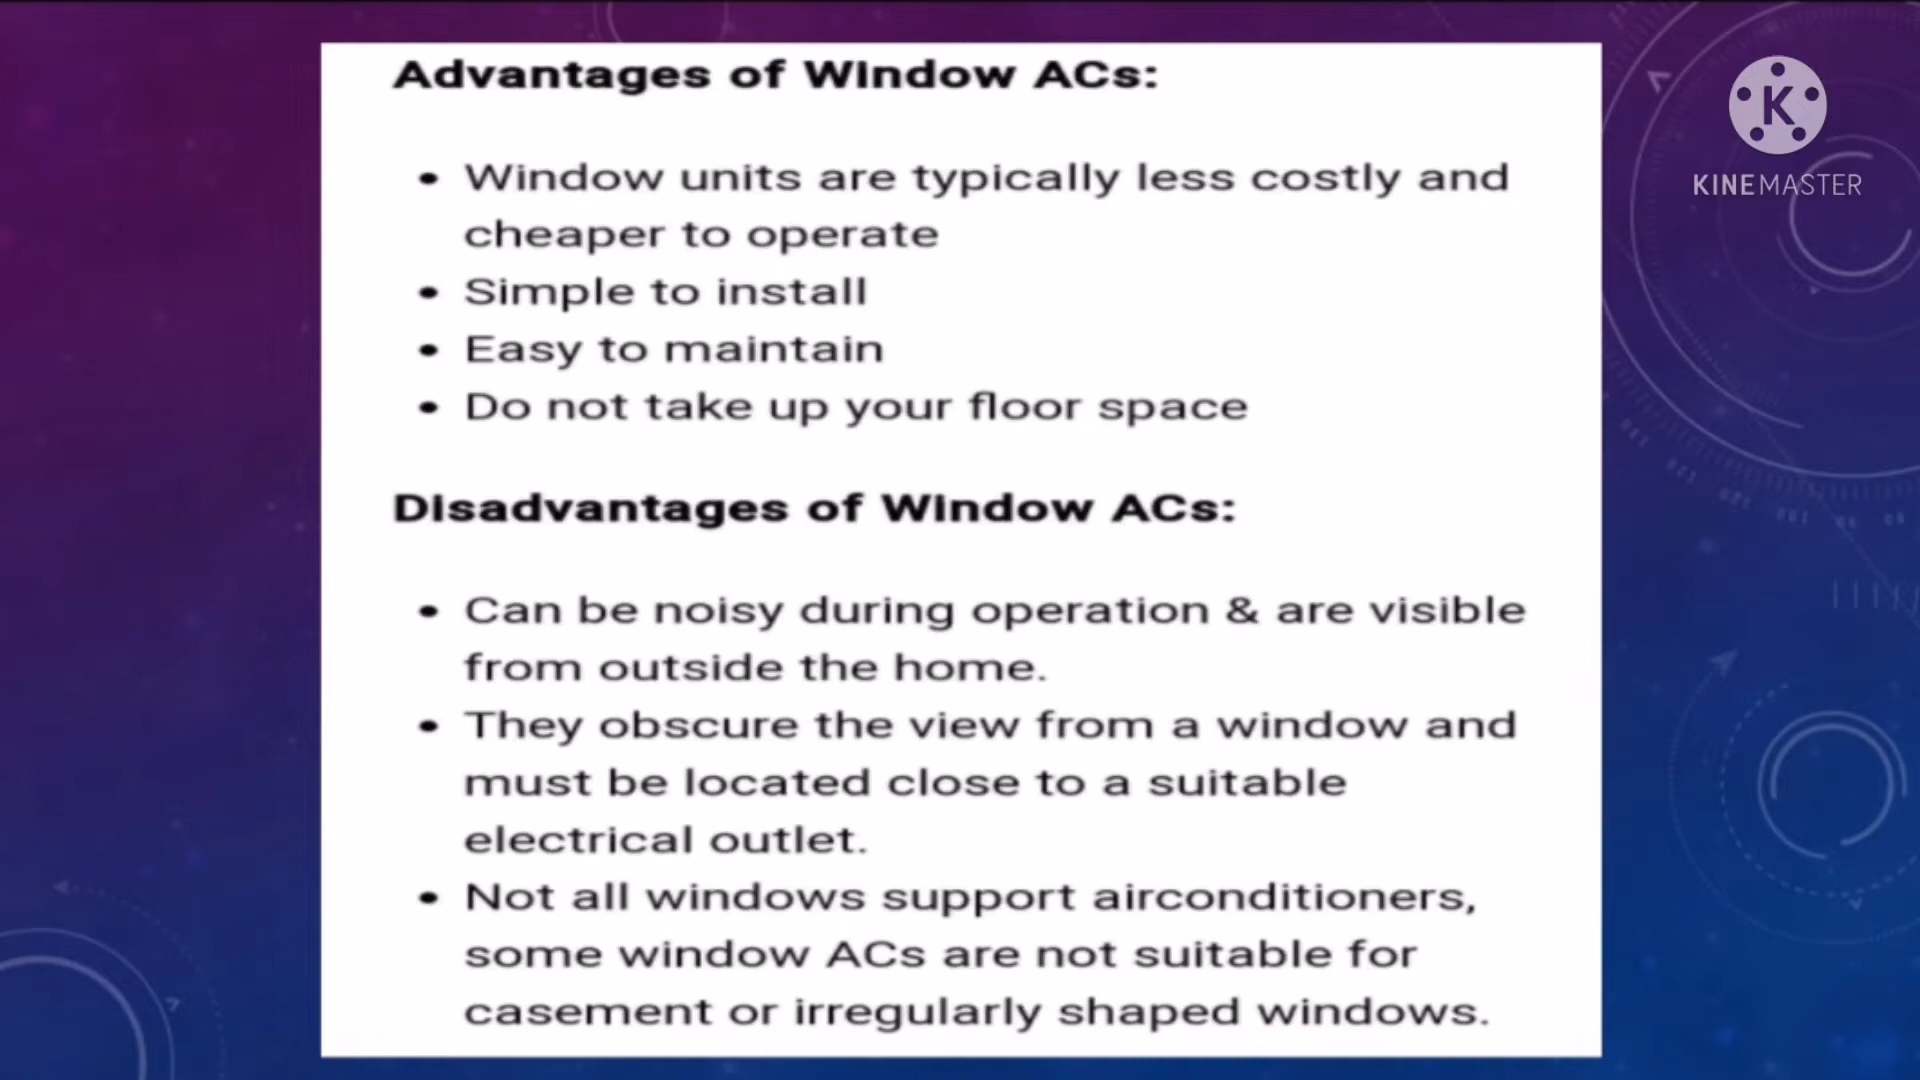 Advantages of Window ACs:
• Window units are typically less costly and
cheaper to operate
• Simple to install
• Easy to maintain
• Do not take up your floor space
Disadvantages of Window ACs:
• Can be noisy during operation & are visible
from outside the home.
• They obscure the view from a window and
must be located close to a suitable
electrical outlet.
• Not all windows support airconditioners,
some window ACs are not suitable for
casement or irregularly shaped windows.
K
KINEMASTER